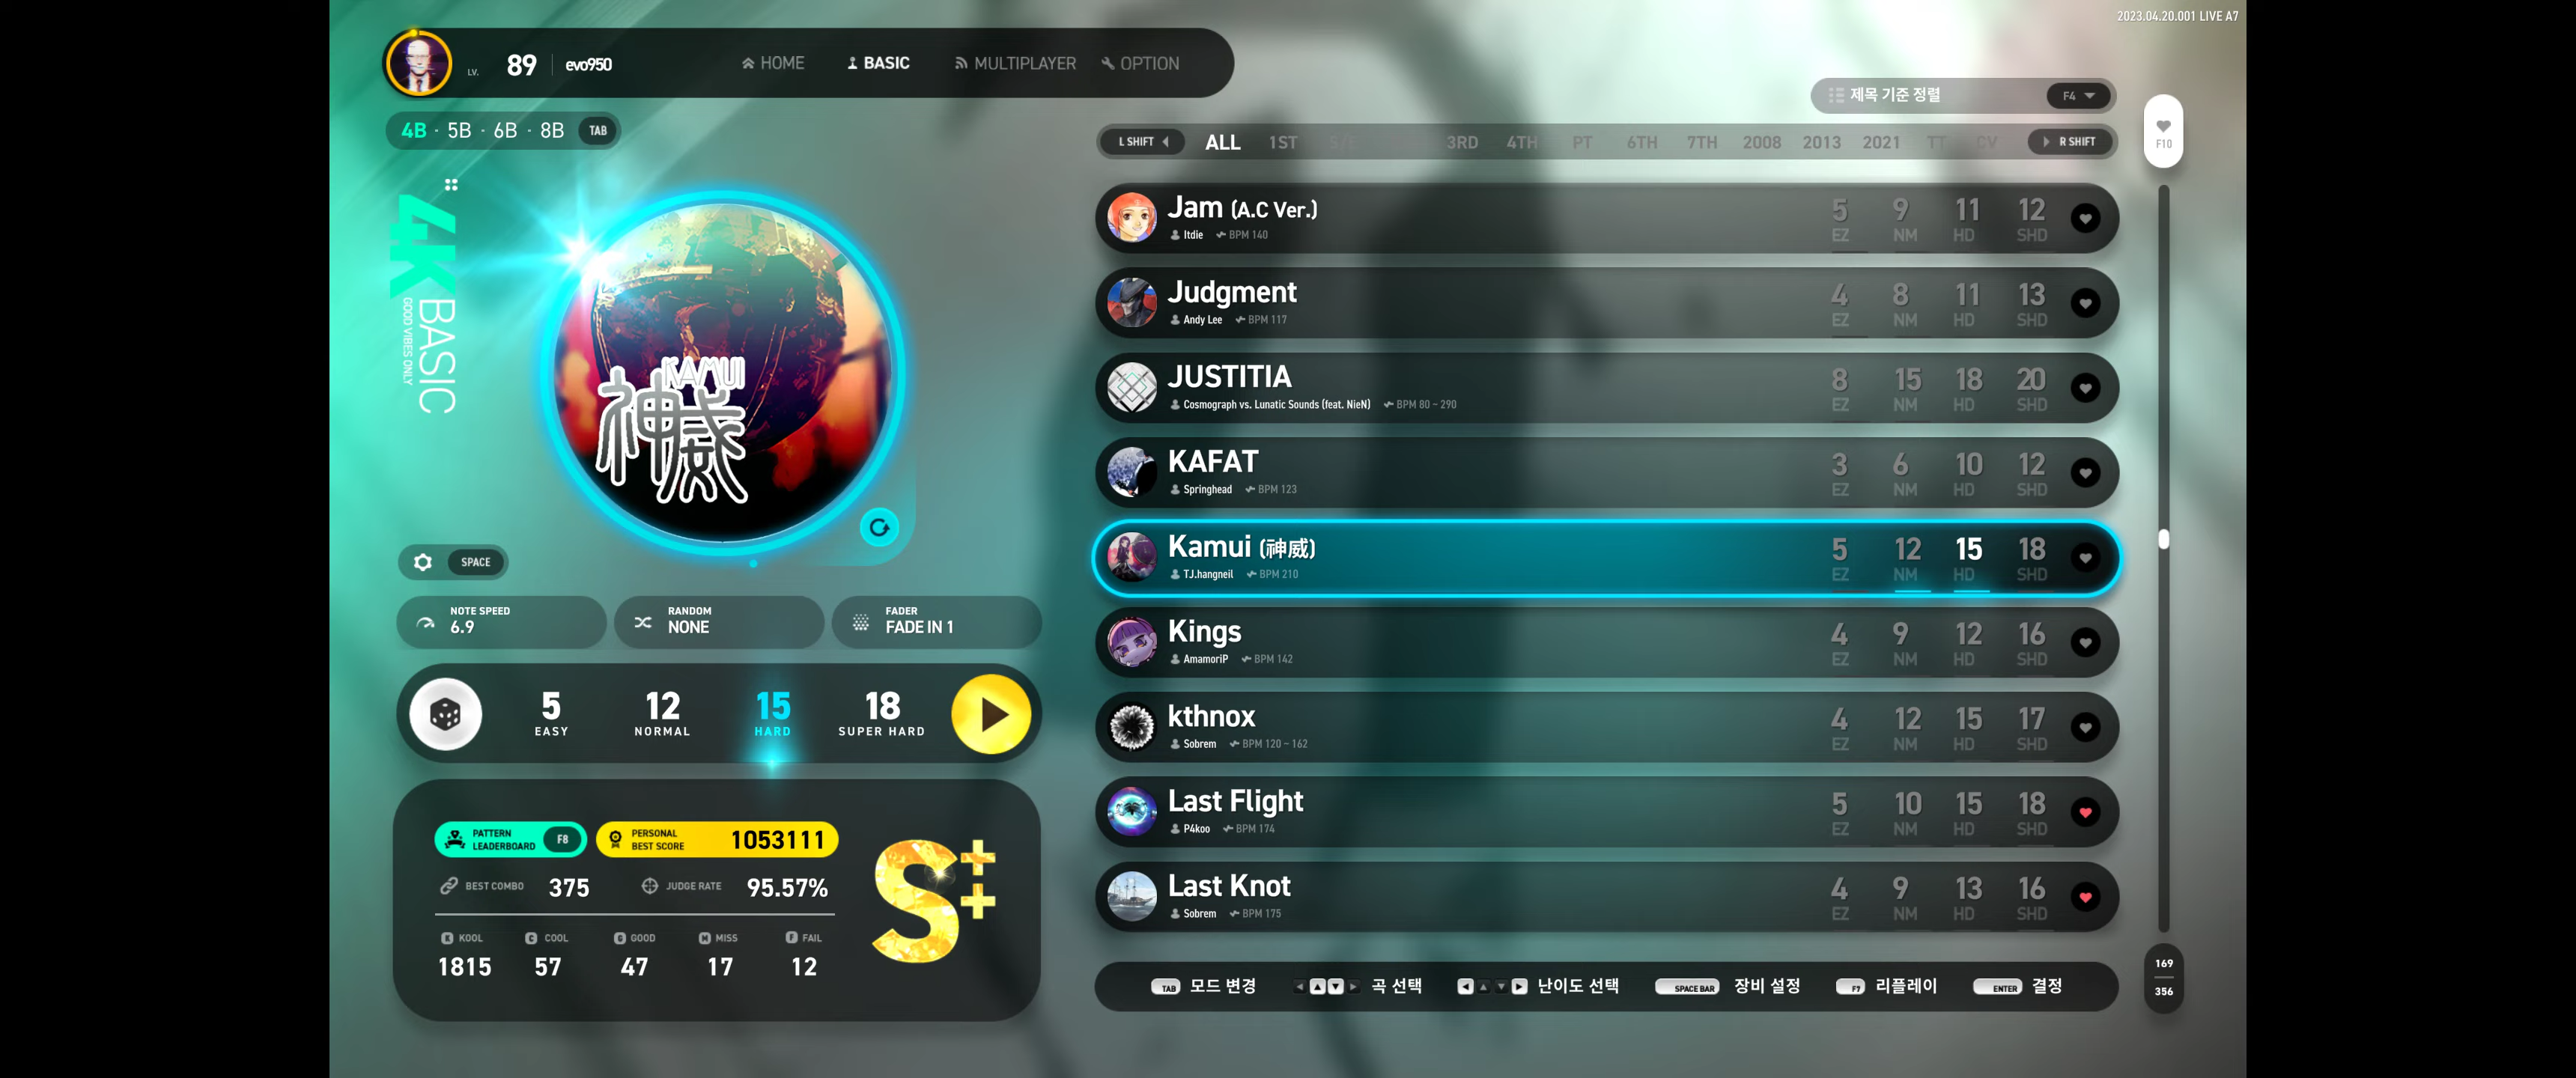 2023.04.20.001 LIVE A7
LV. 89 evo950
HOME BASIC MULTIPLAYER OPTION
4B · 5B · 6B · 8B TAB
제목 기준 정렬 F4
F10
L SHIFT ALL 1ST S/E 3RD 4TH PT 6TH 7TH 2008 2013 2021 TT CV R SHIFT
4K BASIC
GOOD VIBES ONLY
KAMUI
神威
SPACE
NOTE SPEED
6.9
RANDOM
NONE
FADER
FADE IN 1
5 12 15 18
EASY NORMAL HARD SUPER HARD
PATTERN LEADERBOARD F8
PERSONAL BEST SCORE 1053111
BEST COMBO 375 JUDGE RATE 95.57%
S++
K KOOL C COOL G GOOD M MISS F FAIL
1815 57 47 17 12
Jam (A.C Ver.) 5 9 11 12
Itdie BPM 140 EZ NM HD SHD
Judgment 4 8 11 13
Andy Lee BPM 117 EZ NM HD SHD
JUSTITIA 8 15 18 20
Cosmograph vs. Lunatic Sounds (feat. NieN) BPM 80 ~ 290 EZ NM HD SHD
KAFAT 3 6 10 12
Springhead BPM 123 EZ NM HD SHD
Kamui (神威) 5 12 15 18
TJ.hangneil BPM 210 EZ NM HD SHD
Kings 4 9 12 16
AmamoriP BPM 142 EZ NM HD SHD
kthnox 4 12 15 17
Sobrem BPM 120 ~ 162 EZ NM HD SHD
Last Flight 5 10 15 18
P4koo BPM 174 EZ NM HD SHD
Last Knot 4 9 13 16
Sobrem BPM 175 EZ NM HD SHD
TAB 모드 변경 곡 선택 난이도 선택 SPACE BAR 장비 설정 F7 리플레이 ENTER 결정
169
356